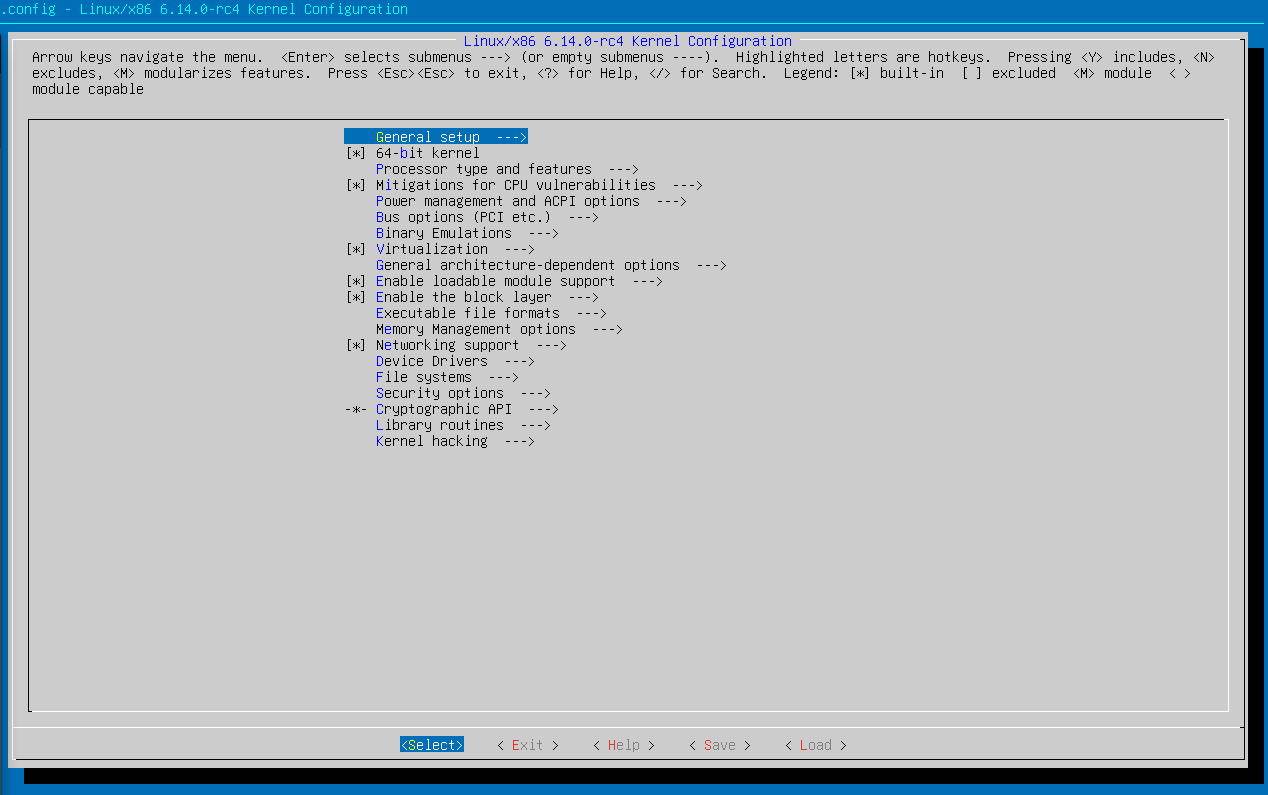 .config - Linux/x86 6.14.0-rc4 Kernel Configuration
Linux/x86 6.14.0-rc4 Kernel Configuration
Arrow keys navigate the menu.  <Enter> selects submenus ---> (or empty submenus ----).  Highlighted letters are hotkeys.  Pressing <Y> includes, <N>
excludes, <M> modularizes features.  Press <Esc><Esc> to exit, <?> for Help, </> for Search.  Legend: [*] built-in  [ ] excluded  <M> module  < >
module capable
General setup  --->
[*] 64-bit kernel
Processor type and features  --->
[*] Mitigations for CPU vulnerabilities  --->
Power management and ACPI options  --->
Bus options (PCI etc.)  --->
Binary Emulations  --->
[*] Virtualization  --->
General architecture-dependent options  --->
[*] Enable loadable module support  --->
[*] Enable the block layer  --->
Executable file formats  --->
Memory Management options  --->
[*] Networking support  --->
Device Drivers  --->
File systems  --->
Security options  --->
-*- Cryptographic API  --->
Library routines  --->
Kernel hacking  --->
<Select>    < Exit >    < Help >    < Save >    < Load >